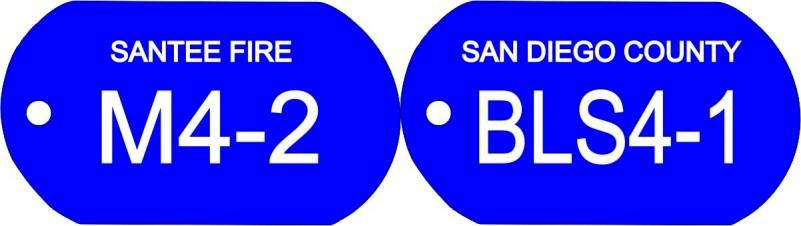 SANTEE FIRE
M4-2
SAN DIEGO COUNTY
BLS4-1